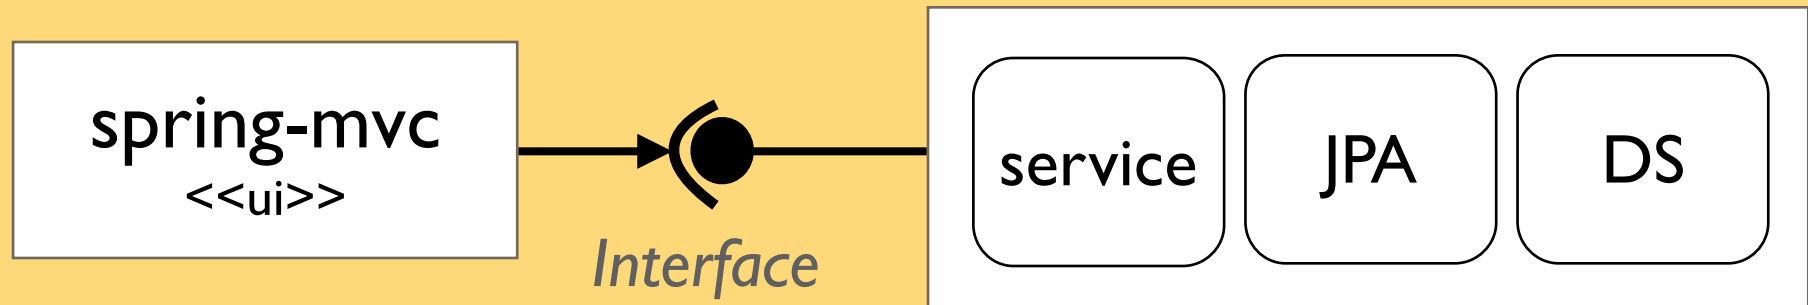 spring-mvc
<<ui>>
Interface
service
JPA
DS